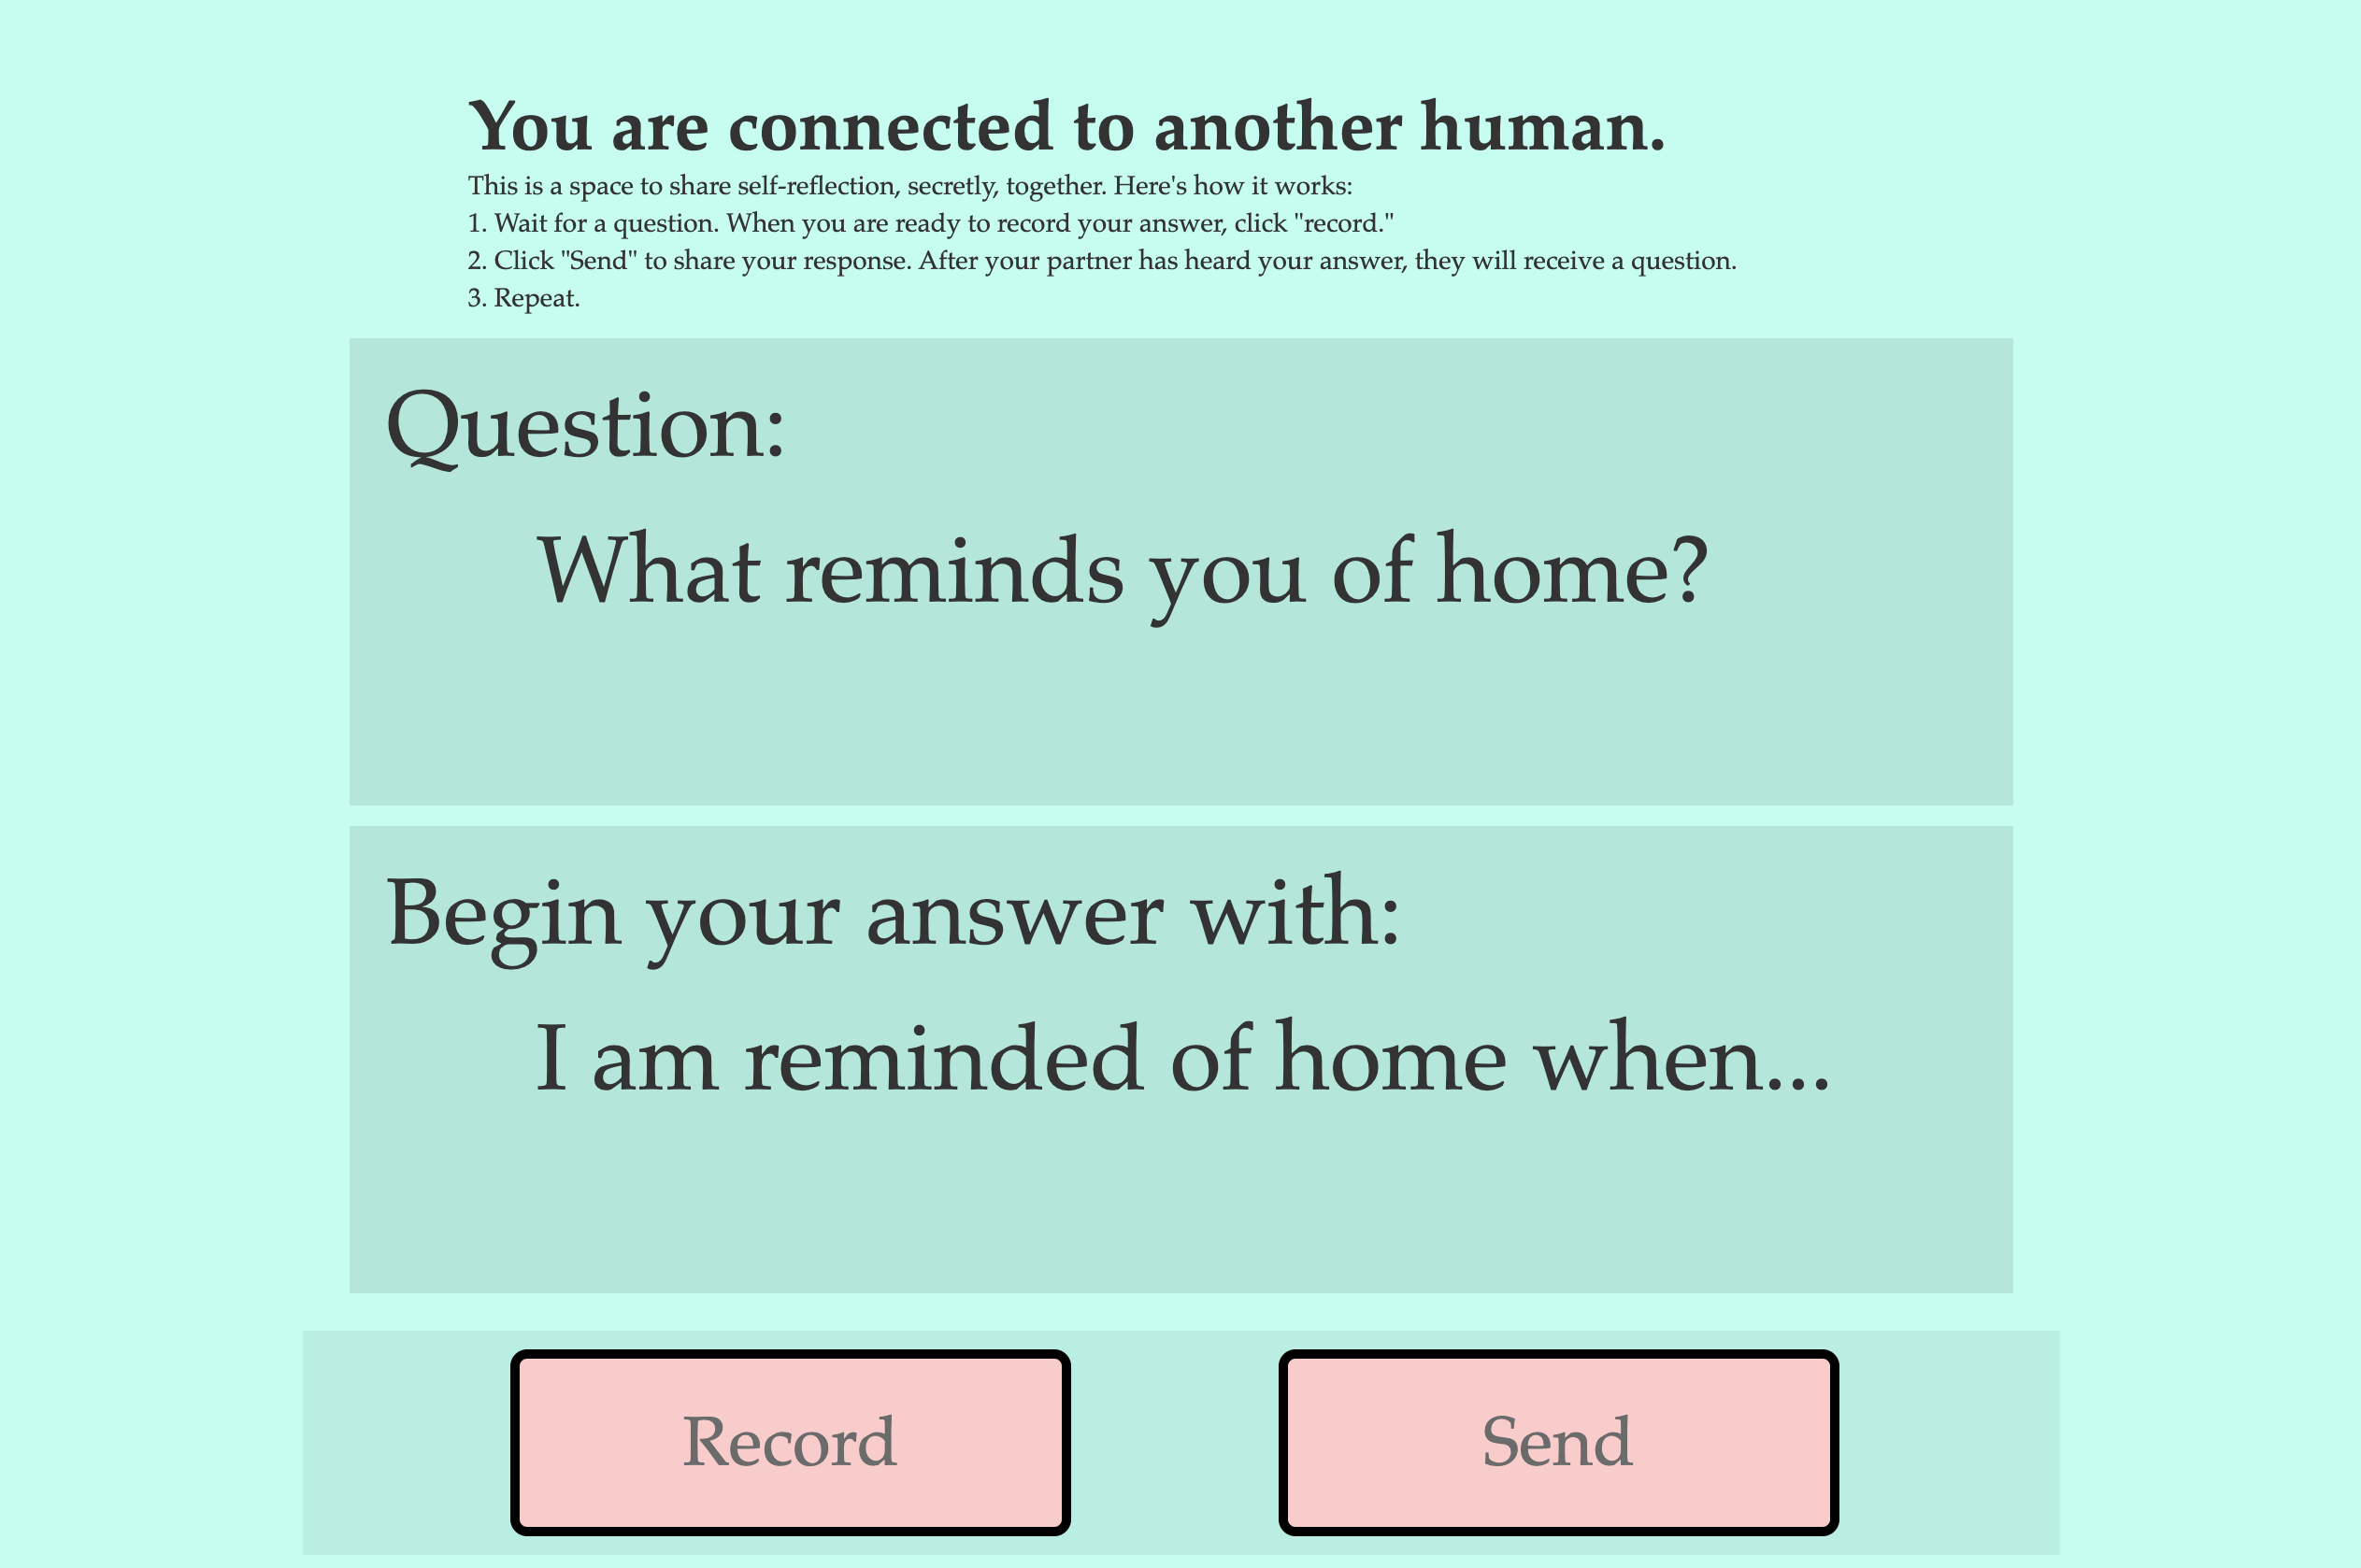 You are connected to another human.
This is a space to share self-reflection, secretly, together. Here's how it works:
1. Wait for a question. When you are ready to record your answer, click "record."
2. Click "Send" to share your response. After your partner has heard your answer, they will receive a question.
3. Repeat.
Question:
What reminds you of home?
Begin your answer with:
I am reminded of home when...
Record
Send